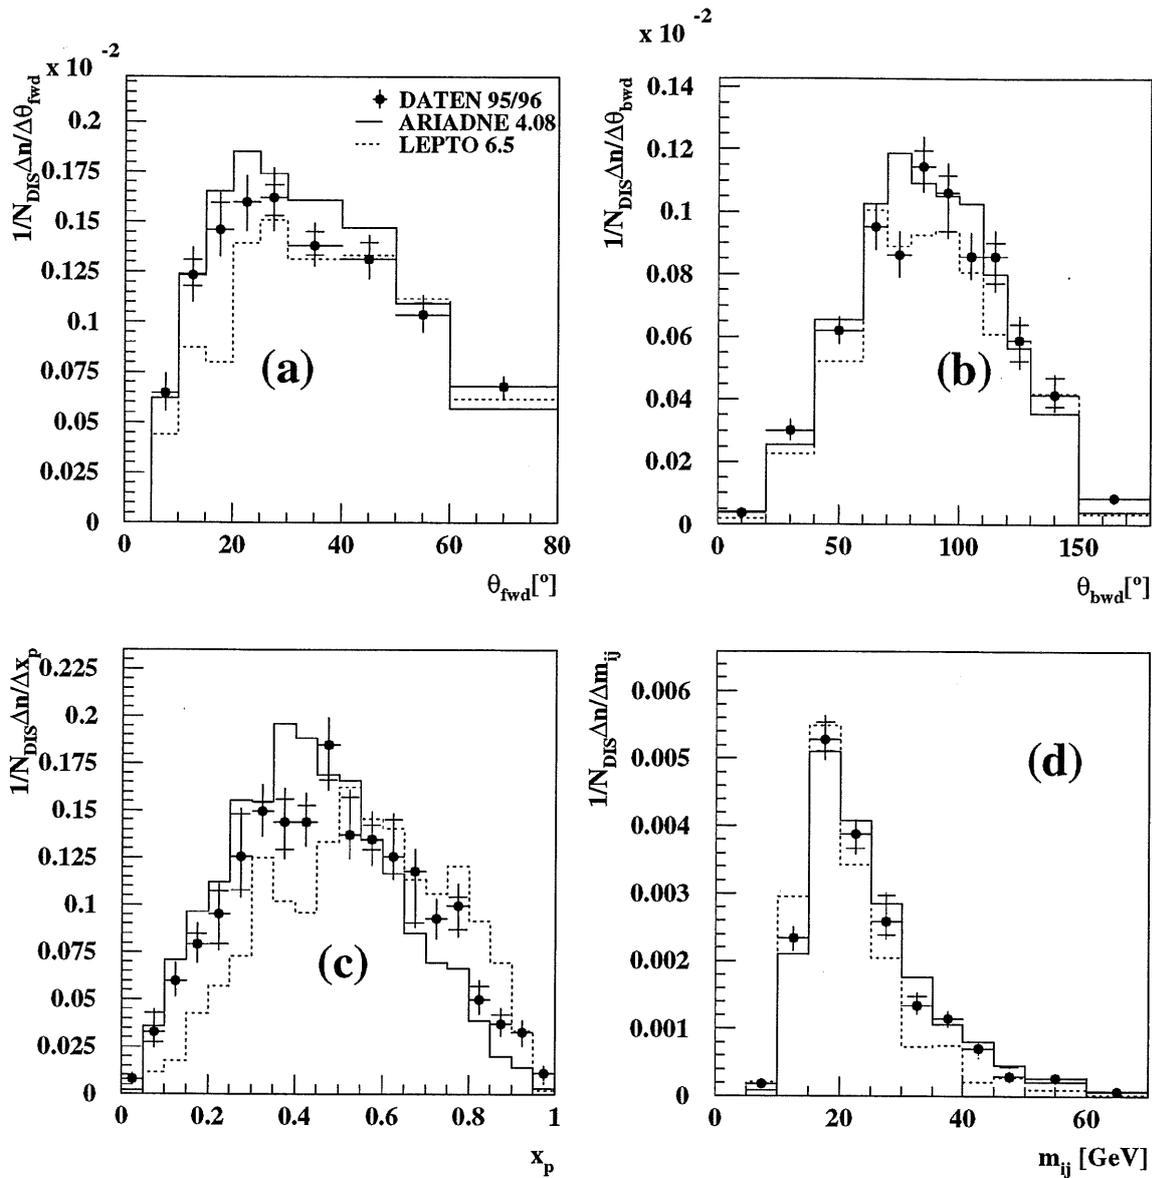 x 10 -2
1/N_DIS Δn/Δθ_fwd
0.2
0.175
0.15
0.125
0.1
0.075
0.05
0.025
0
DATEN 95/96
ARIADNE 4.08
LEPTO 6.5
(a)
0 20 40 60 80
θ_fwd[°]
x 10 -2
1/N_DIS Δn/Δθ_bwd
0.14
0.12
0.1
0.08
0.06
0.04
0.02
0
(b)
0 50 100 150
θ_bwd[°]
1/N_DIS Δn/Δx_p
0.225
0.2
0.175
0.15
0.125
0.1
0.075
0.05
0.025
0
(c)
0 0.2 0.4 0.6 0.8 1
x_p
1/N_DIS Δn/Δm_ij
0.006
0.005
0.004
0.003
0.002
0.001
0
(d)
0 20 40 60
m_ij [GeV]